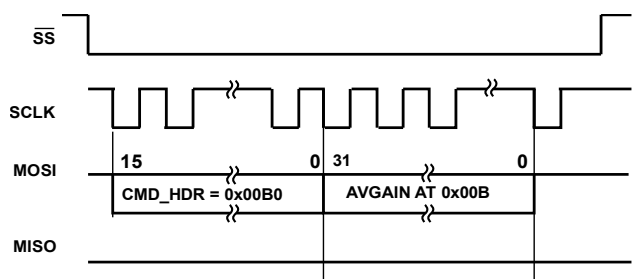 SS
SCLK
MOSI
15 0 31 0
CMD_HDR = 0x00B0 AVGAIN AT 0x00B
MISO